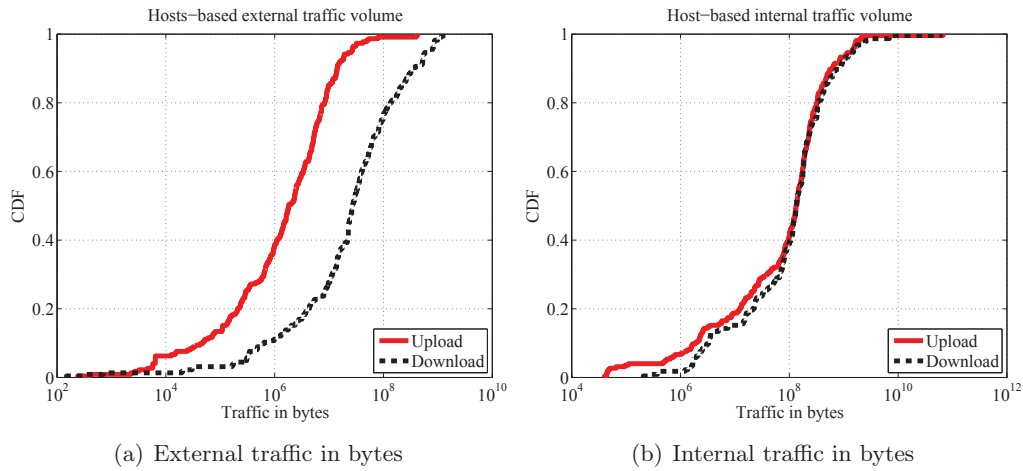 Hosts−based external traffic volume
1
0.8
0.6
0.4
0.2
0
CDF
10^2
10^4
10^6
10^8
10^10
Traffic in bytes
Upload
Download
(a) External traffic in bytes
Host−based internal traffic volume
1
0.8
0.6
0.4
0.2
0
CDF
10^4
10^6
10^8
10^10
10^12
Traffic in bytes
Upload
Download
(b) Internal traffic in bytes